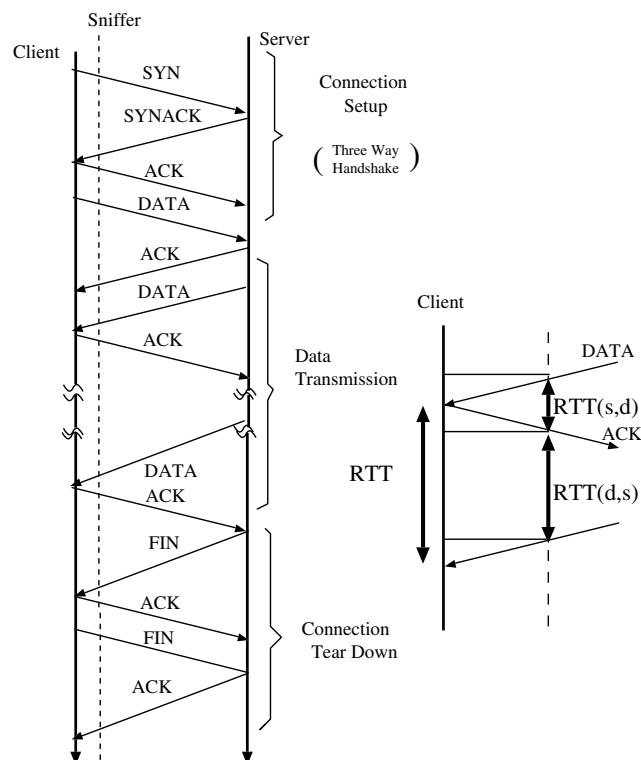 Sniffer
Client
Server
SYN
SYNACK
ACK
DATA
ACK
DATA
ACK
DATA
ACK
FIN
ACK
FIN
ACK
Connection
Setup
( Three Way
Handshake )
Data
Transmission
Connection
Tear Down
Client
DATA
RTT(s,d)
ACK
RTT
RTT(d,s)